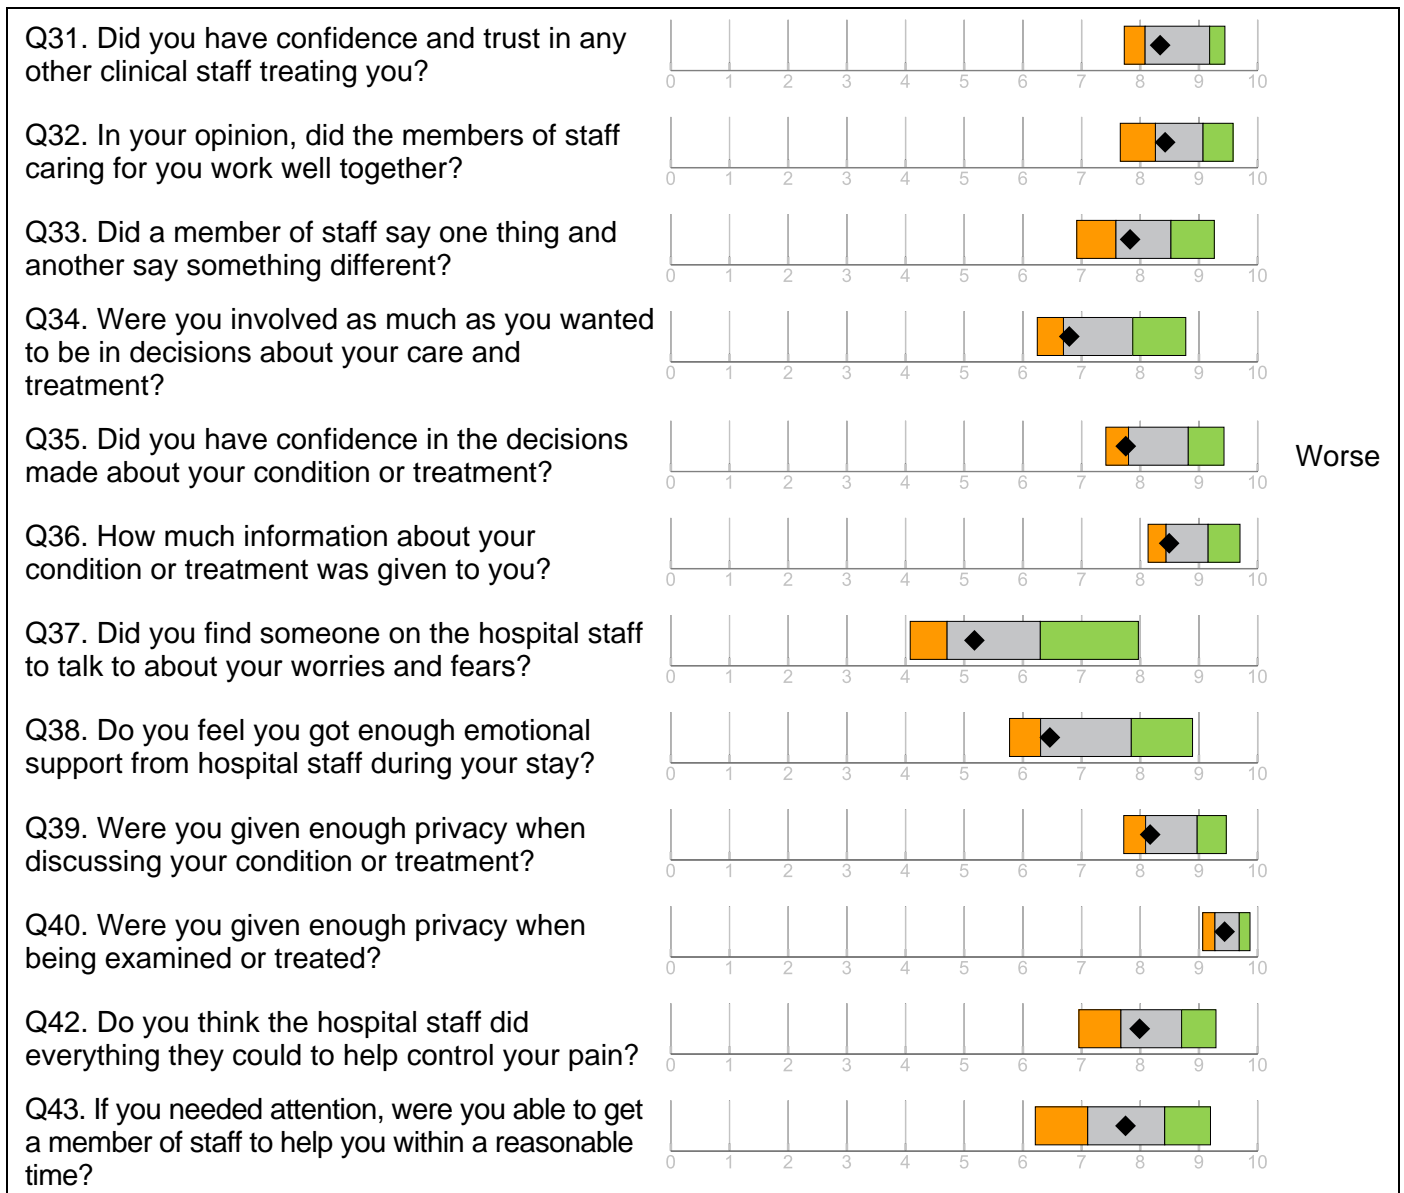 Q31. Did you have confidence and trust in any
other clinical staff treating you?
0 1 2 3 4 5 6 7 8 9 10
Q32. In your opinion, did the members of staff
caring for you work well together?
0 1 2 3 4 5 6 7 8 9 10
Q33. Did a member of staff say one thing and
another say something different?
0 1 2 3 4 5 6 7 8 9 10
Q34. Were you involved as much as you wanted
to be in decisions about your care and
treatment?
0 1 2 3 4 5 6 7 8 9 10
Q35. Did you have confidence in the decisions
made about your condition or treatment?
0 1 2 3 4 5 6 7 8 9 10
Worse
Q36. How much information about your
condition or treatment was given to you?
0 1 2 3 4 5 6 7 8 9 10
Q37. Did you find someone on the hospital staff
to talk to about your worries and fears?
0 1 2 3 4 5 6 7 8 9 10
Q38. Do you feel you got enough emotional
support from hospital staff during your stay?
0 1 2 3 4 5 6 7 8 9 10
Q39. Were you given enough privacy when
discussing your condition or treatment?
0 1 2 3 4 5 6 7 8 9 10
Q40. Were you given enough privacy when
being examined or treated?
0 1 2 3 4 5 6 7 8 9 10
Q42. Do you think the hospital staff did
everything they could to help control your pain?
0 1 2 3 4 5 6 7 8 9 10
Q43. If you needed attention, were you able to get
a member of staff to help you within a reasonable
time?
0 1 2 3 4 5 6 7 8 9 10